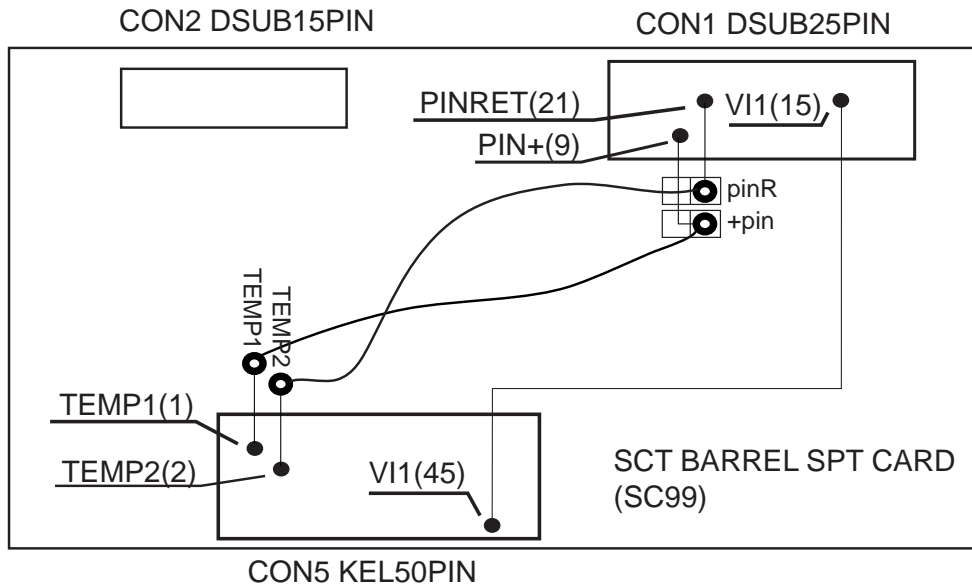 CON2 DSUB15PIN
CON1 DSUB25PIN
PINRET(21)
VI1(15)
PIN+(9)
pinR
+pin
TEMP1
TEMP2
TEMP1(1)
TEMP2(2)
VI1(45)
SCT BARREL SPT CARD
(SC99)
CON5 KEL50PIN